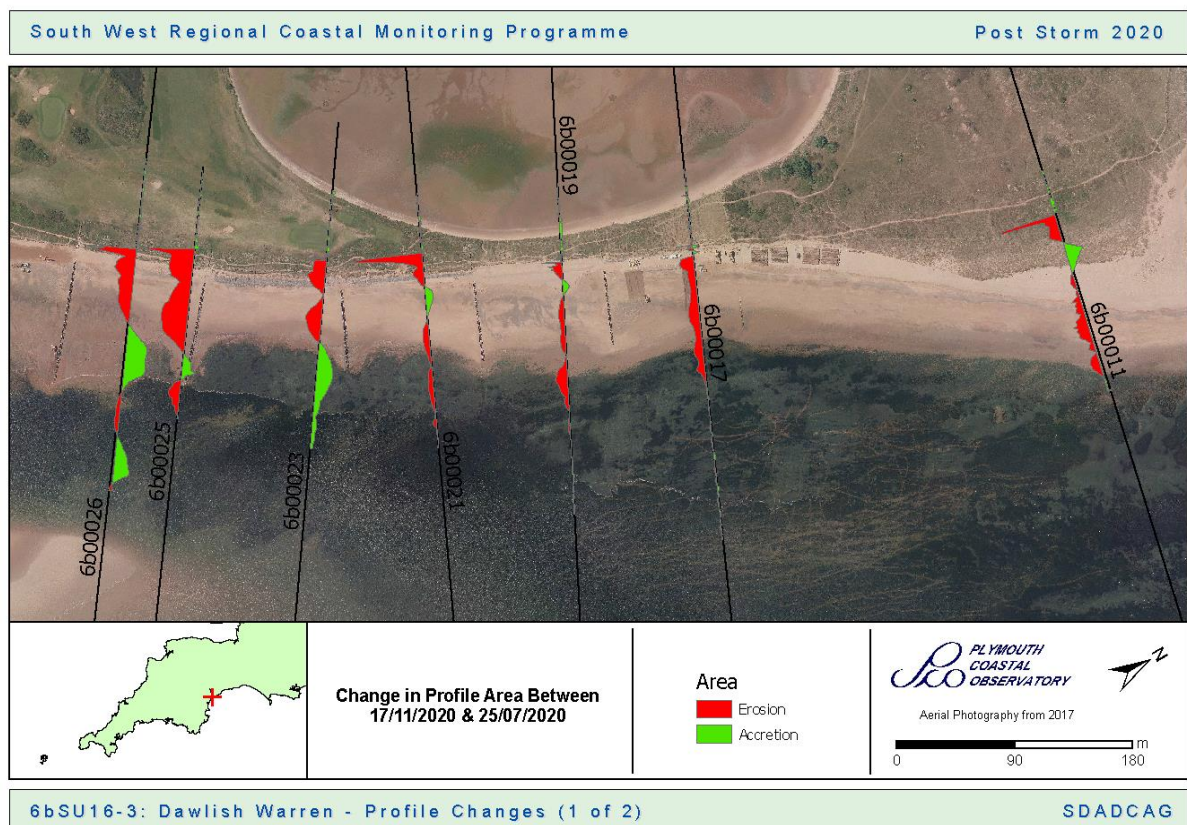 South West Regional Coastal Monitoring Programme
Post Storm 2020
6b00026
6b00025
6b00023
6b00021
6b00019
6b00017
6b00011
Change in Profile Area Between
17/11/2020 & 25/07/2020
Area
Erosion
Accretion
PLYMOUTH
COASTAL
OBSERVATORY
Z
Aerial Photography from 2017
m
0 90 180
6bSU16-3: Dawlish Warren - Profile Changes (1 of 2)
SDADCAG